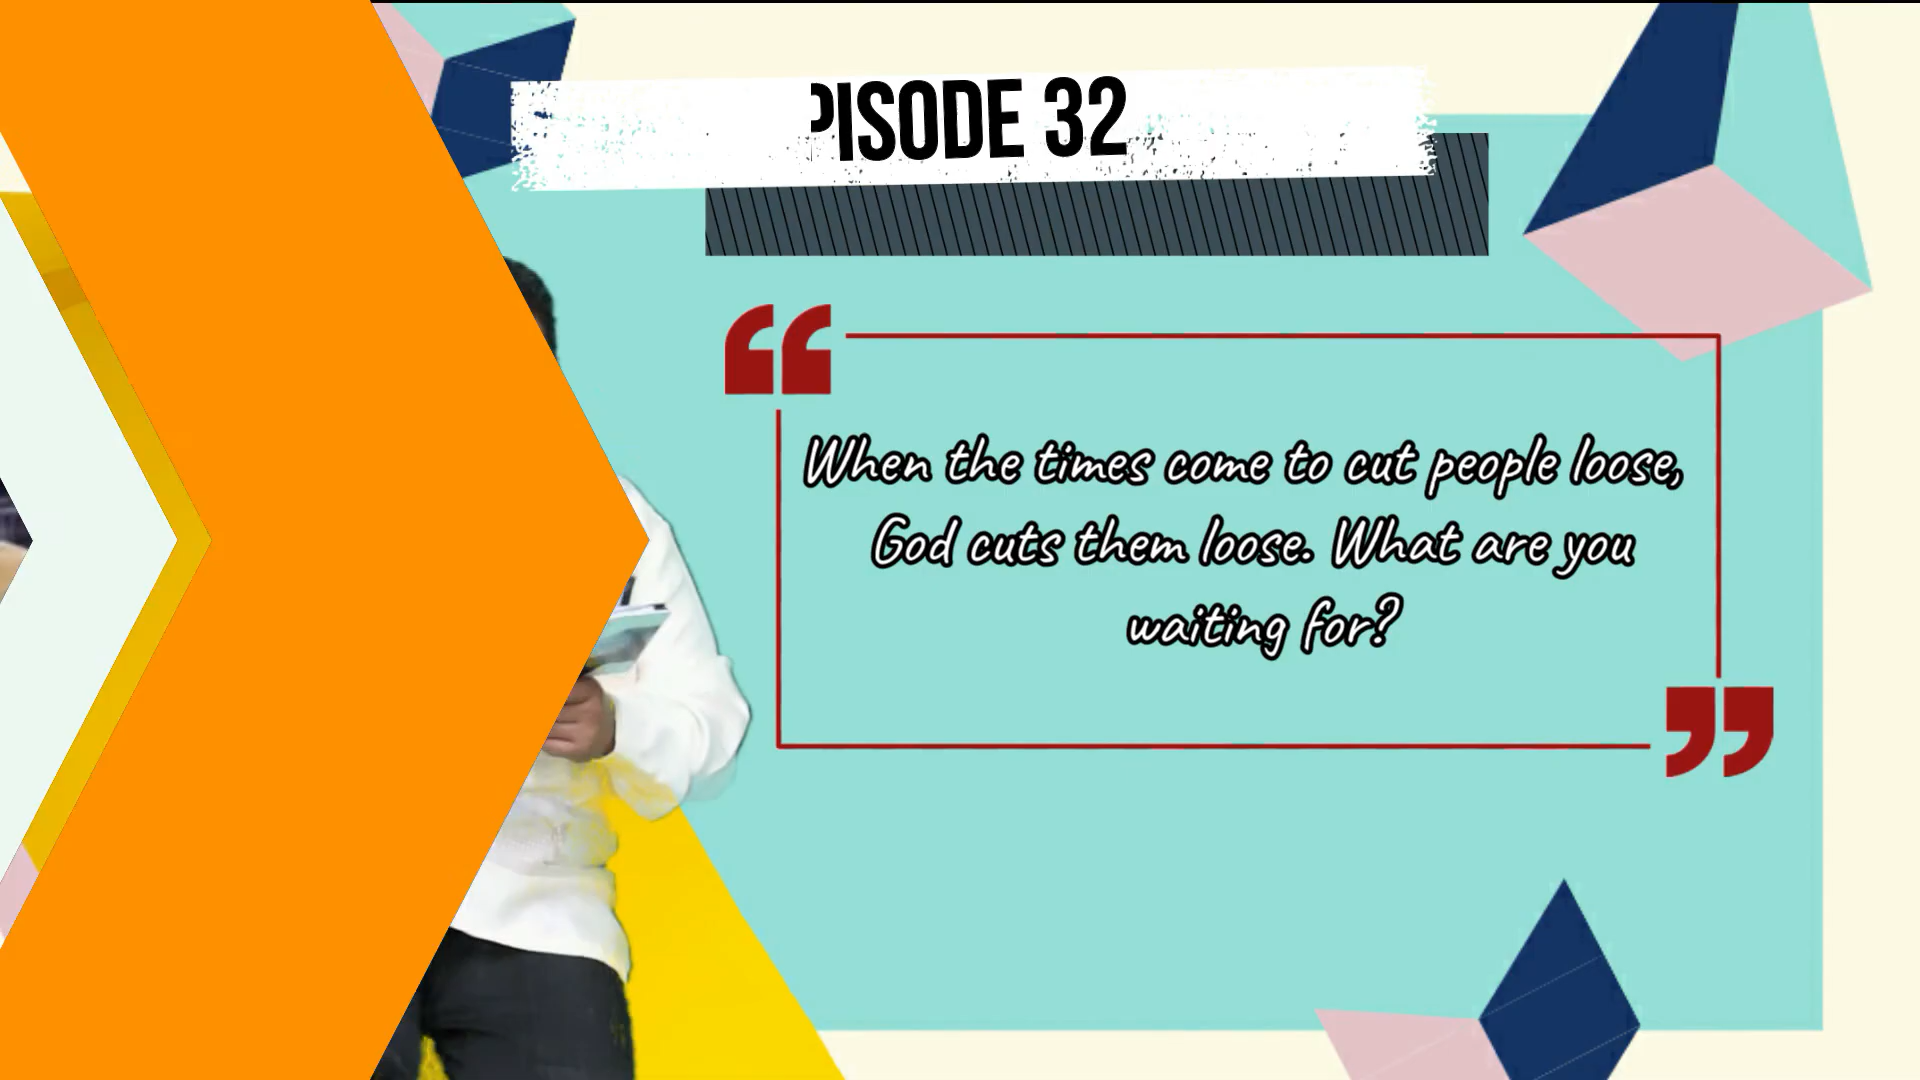 PISODE 32
When the times come to cut people loose,
God cuts them loose. What are you
waiting for?